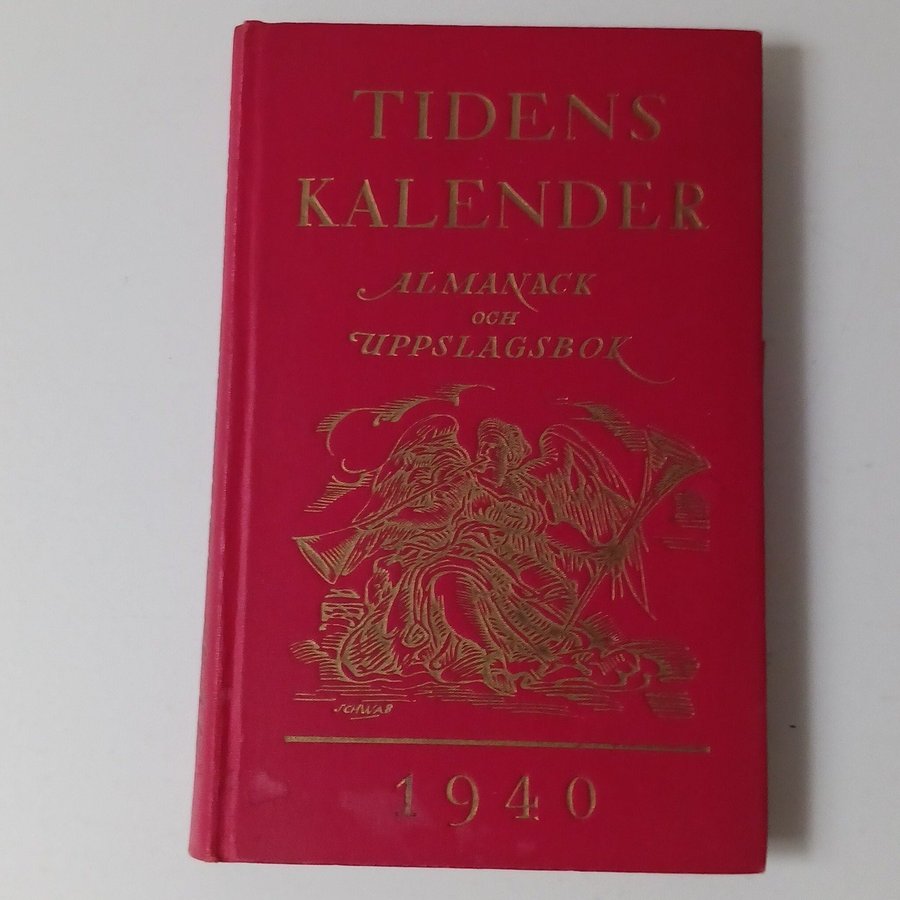 TIDENS
KALENDER
ALMANACK
OCH
UPPSLAGSBOK
SCHWAB
1940